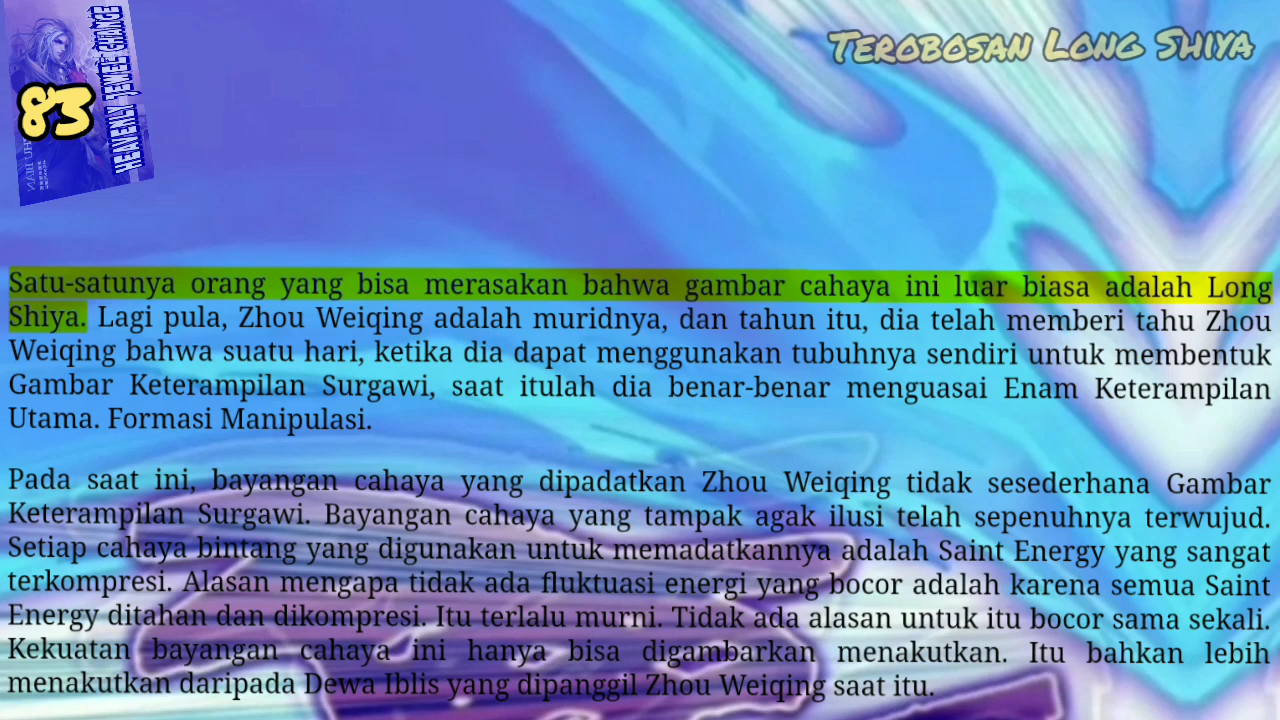 Terobosan Long Shiya
83
HEAVENLY JEWEL CHANGE
Satu-satunya orang yang bisa merasakan bahwa gambar cahaya ini luar biasa adalah Long
Shiya. Lagi pula, Zhou Weiqing adalah muridnya, dan tahun itu, dia telah memberi tahu Zhou
Weiqing bahwa suatu hari, ketika dia dapat menggunakan tubuhnya sendiri untuk membentuk
Gambar Keterampilan Surgawi, saat itulah dia benar-benar menguasai Enam Keterampilan
Utama. Formasi Manipulasi.
Pada saat ini, bayangan cahaya yang dipadatkan Zhou Weiqing tidak sesederhana Gambar
Keterampilan Surgawi. Bayangan cahaya yang tampak agak ilusi telah sepenuhnya terwujud.
Setiap cahaya bintang yang digunakan untuk memadatkannya adalah Saint Energy yang sangat
terkompresi. Alasan mengapa tidak ada fluktuasi energi yang bocor adalah karena semua Saint
Energy ditahan dan dikompresi. Itu terlalu murni. Tidak ada alasan untuk itu bocor sama sekali.
Kekuatan bayangan cahaya ini hanya bisa digambarkan menakutkan. Itu bahkan lebih
menakutkan daripada Dewa Iblis yang dipanggil Zhou Weiqing saat itu.